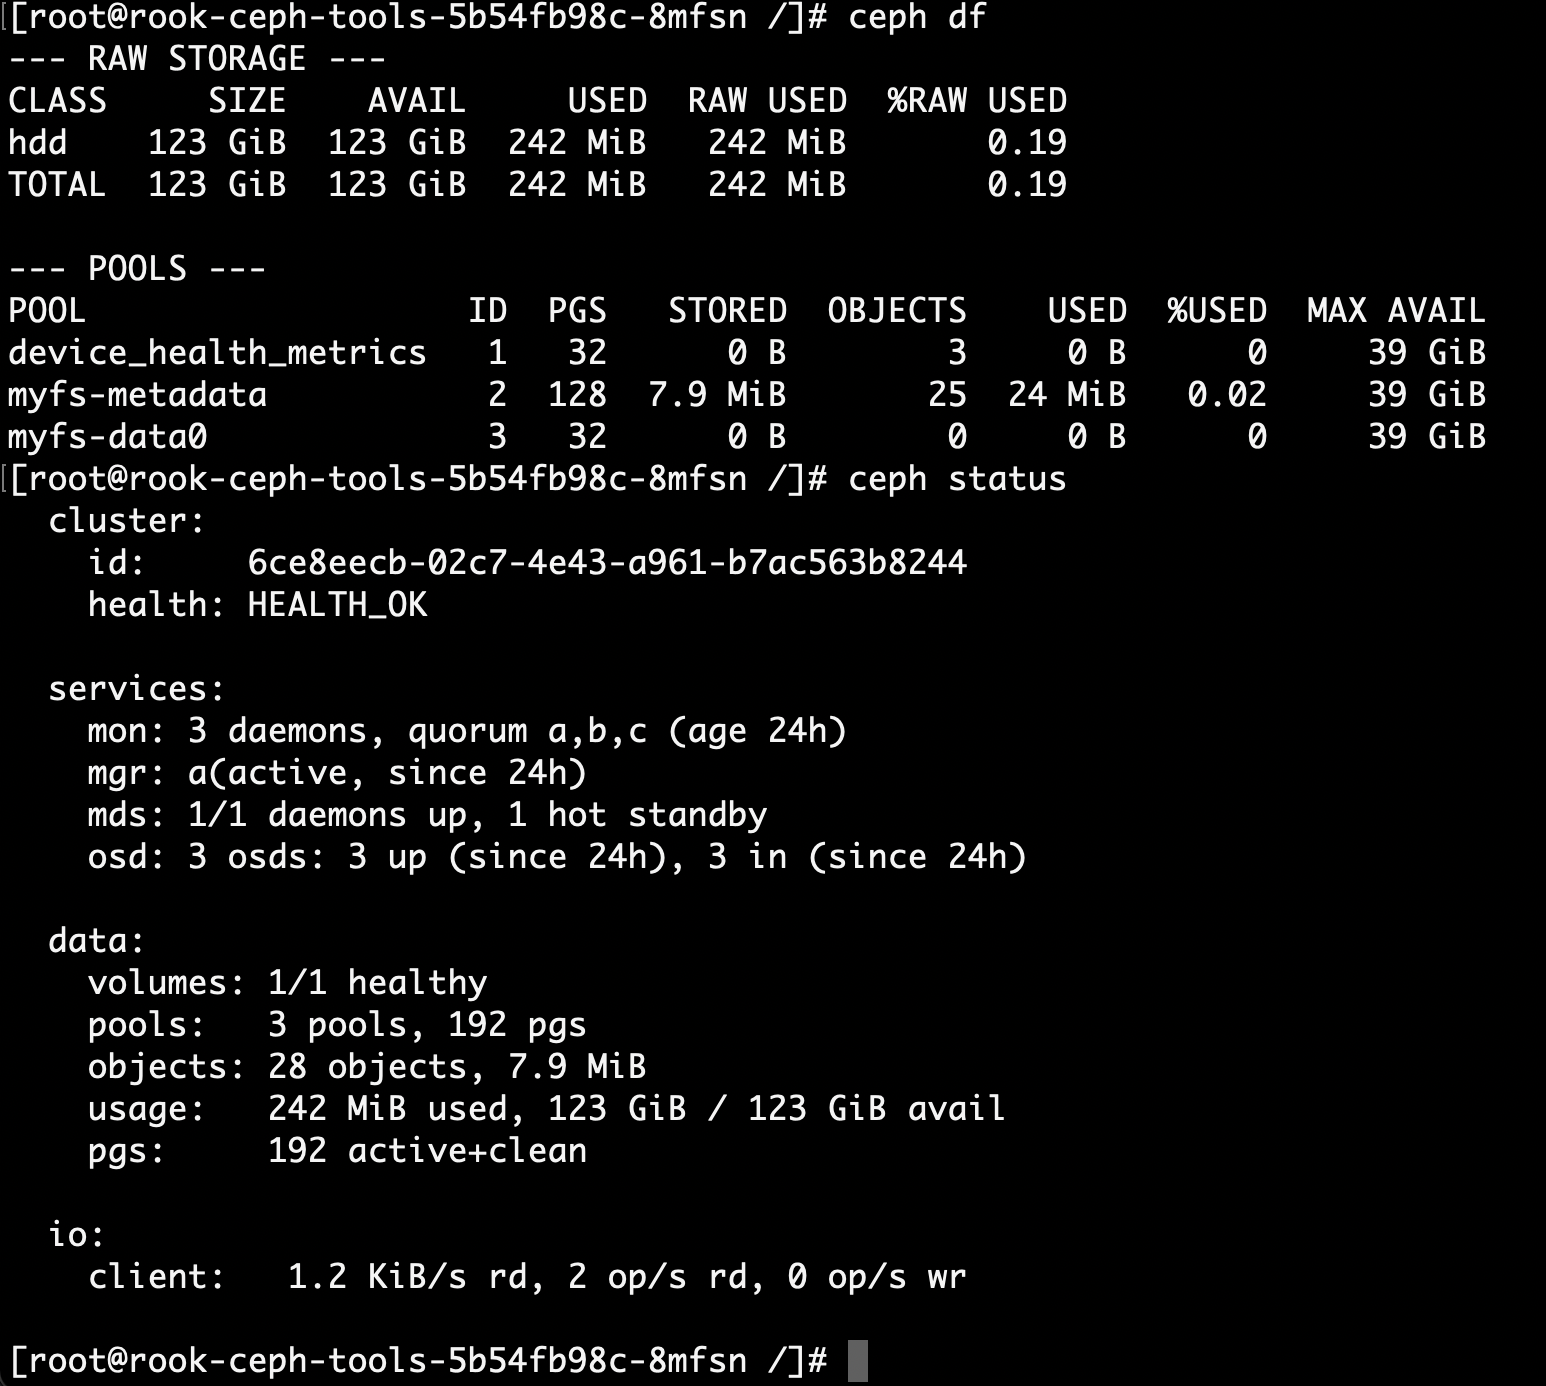 [root@rook-ceph-tools-5b54fb98c-8mfsn /]# ceph df
--- RAW STORAGE ---
CLASS     SIZE    AVAIL     USED  RAW USED  %RAW USED
hdd    123 GiB  123 GiB  242 MiB   242 MiB       0.19
TOTAL  123 GiB  123 GiB  242 MiB   242 MiB       0.19

--- POOLS ---
POOL                   ID  PGS   STORED  OBJECTS    USED  %USED  MAX AVAIL
device_health_metrics   1   32      0 B        3     0 B      0     39 GiB
myfs-metadata           2  128  7.9 MiB       25  24 MiB   0.02     39 GiB
myfs-data0              3   32      0 B        0     0 B      0     39 GiB
[root@rook-ceph-tools-5b54fb98c-8mfsn /]# ceph status
  cluster:
    id:     6ce8eecb-02c7-4e43-a961-b7ac563b8244
    health: HEALTH_OK

  services:
    mon: 3 daemons, quorum a,b,c (age 24h)
    mgr: a(active, since 24h)
    mds: 1/1 daemons up, 1 hot standby
    osd: 3 osds: 3 up (since 24h), 3 in (since 24h)

  data:
    volumes: 1/1 healthy
    pools:   3 pools, 192 pgs
    objects: 28 objects, 7.9 MiB
    usage:   242 MiB used, 123 GiB / 123 GiB avail
    pgs:     192 active+clean

  io:
    client:   1.2 KiB/s rd, 2 op/s rd, 0 op/s wr

[root@rook-ceph-tools-5b54fb98c-8mfsn /]#